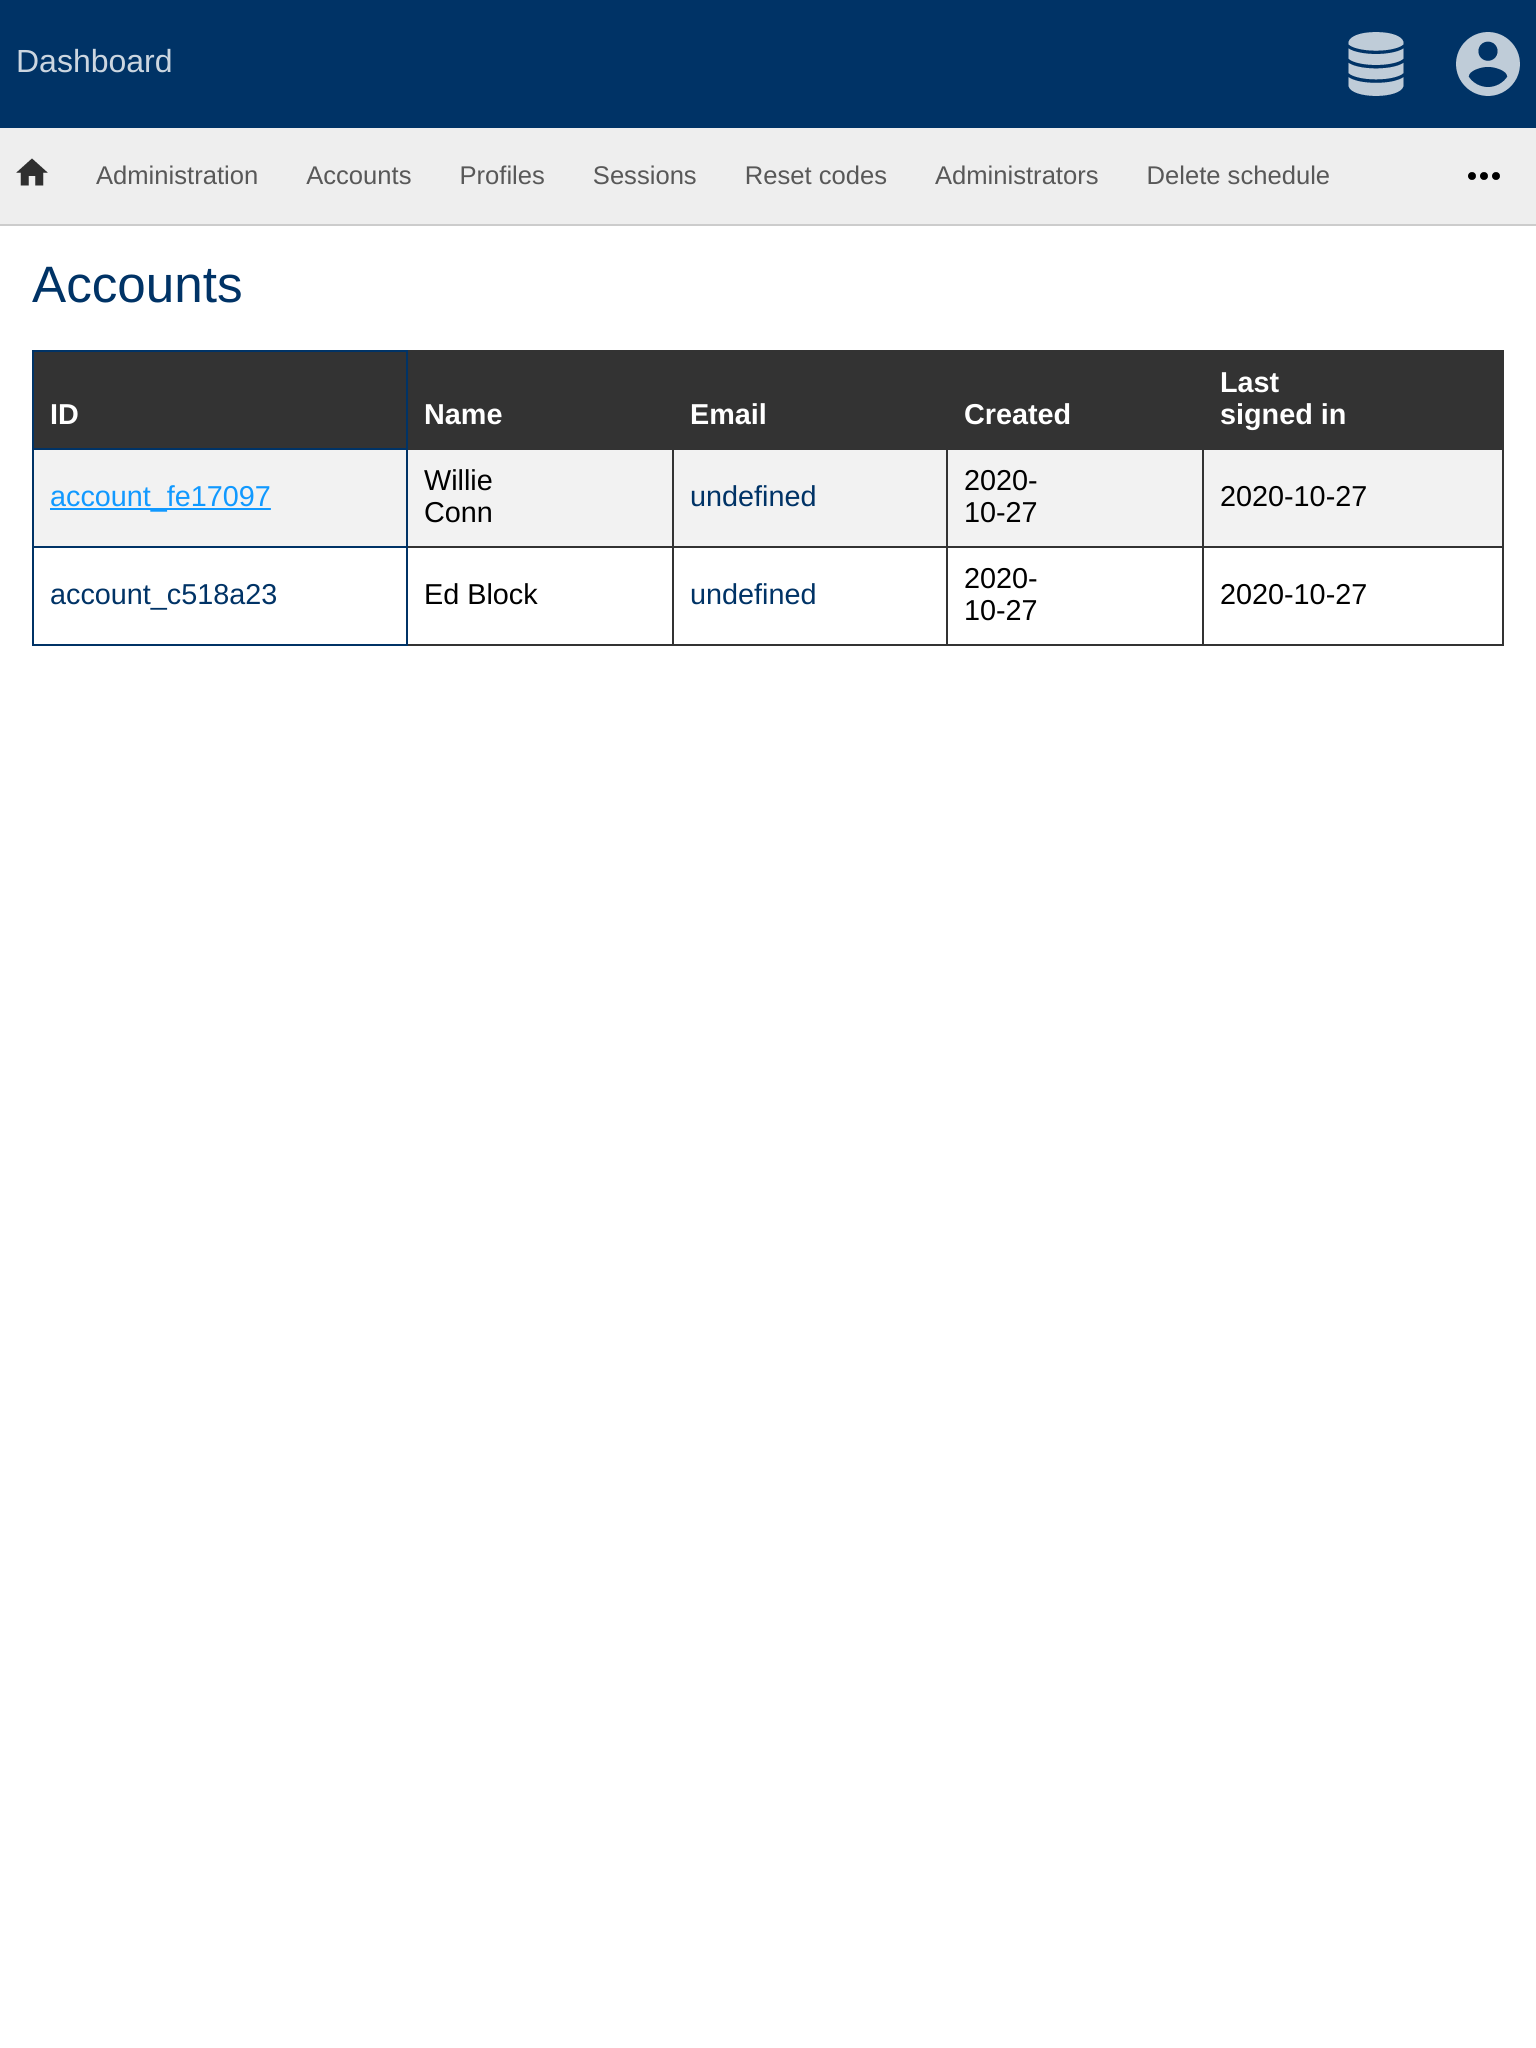 Dashboard
Administration Accounts Profiles Sessions Reset codes Administrators Delete schedule
Accounts
ID Name Email Created Last signed in
account_fe17097 Willie Conn undefined 2020-10-27 2020-10-27
account_c518a23 Ed Block undefined 2020-10-27 2020-10-27